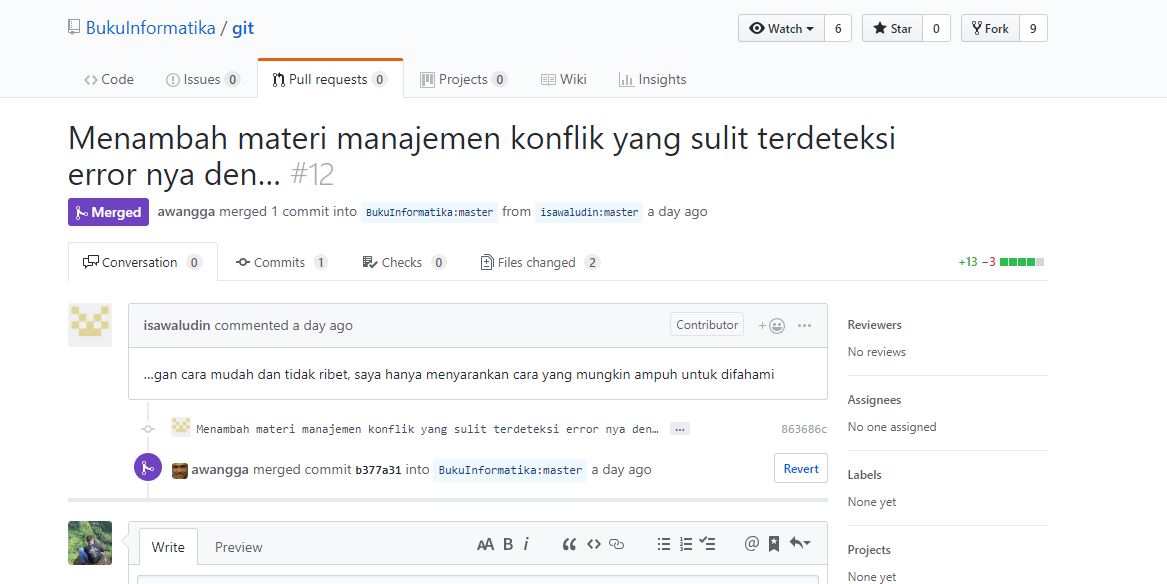 BukuInformatika / git
Watch 6 Star 0 Fork 9
Code Issues 0 Pull requests 0 Projects 0 Wiki Insights
Menambah materi manajemen konflik yang sulit terdeteksi
error nya den… #12
Merged awangga merged 1 commit into BukuInformatika:master from isawaludin:master a day ago
Conversation 0 Commits 1 Checks 0 Files changed 2 +13 −3
isawaludin commented a day ago Contributor
…gan cara mudah dan tidak ribet, saya hanya menyarankan cara yang mungkin ampuh untuk difahami
Menambah materi manajemen konflik yang sulit terdeteksi error nya den… … 863686c
awangga merged commit b377a31 into BukuInformatika:master a day ago Revert
Write Preview
Reviewers
No reviews
Assignees
No one assigned
Labels
None yet
Projects
None yet